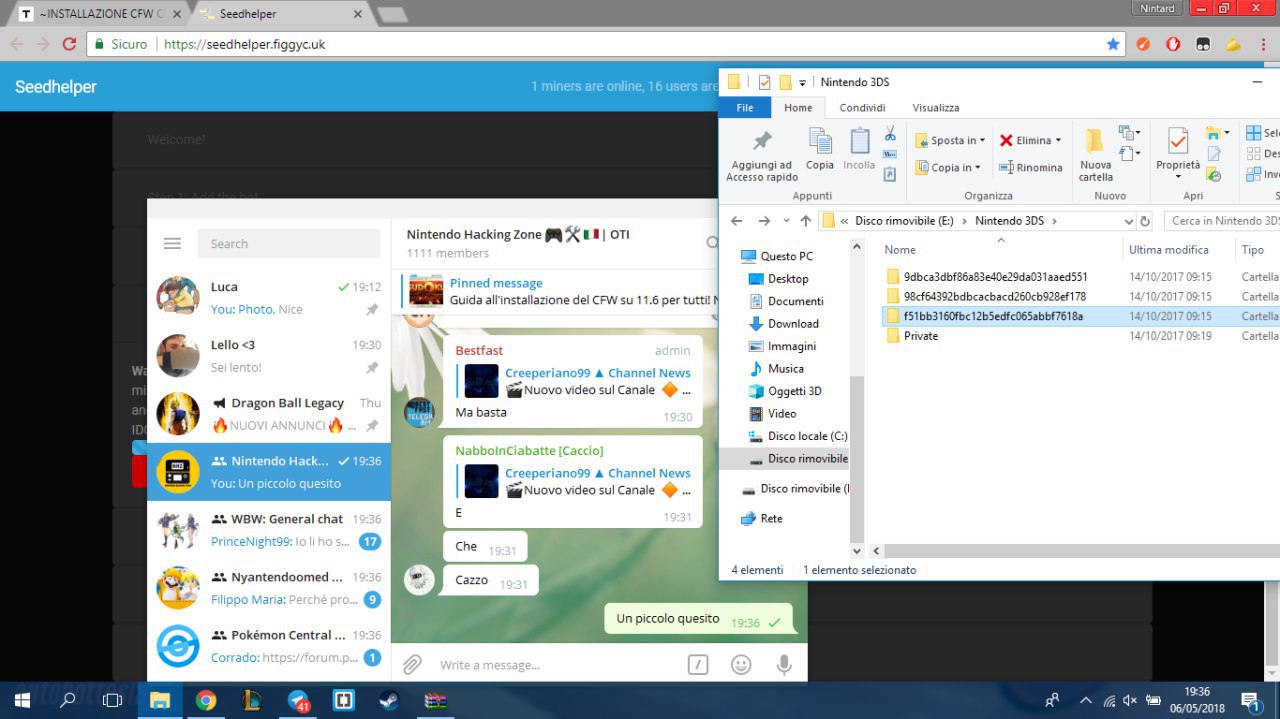 ~INSTALLAZIONE CFW C
Seedhelper
Nintard
Sicuro
https://seedhelper.figgyc.uk
Seedhelper
1 miners are online, 16 users are
Welcome!
Step 1: Add the bot
Wa
mi
and
IDO
Search
Luca
19:12
You: Photo, Nice
Lello <3
19:30
Sei lento!
Dragon Ball Legacy
Thu
🔥NUOVI ANNUNCI🔥 ...
Nintendo Hack...
19:36
You: Un piccolo quesito
WBW: General chat
19:36
PrinceNight99: Io li ho s...
17
Nyantendoomed ...
19:36
Filippo Maria: Perché pro...
9
Pokémon Central ...
19:36
Corrado: https://forum.p...
1
Nintendo Hacking Zone 🎮🛠🇮🇹| OTI
1111 members
Pinned message
Guida all'installazione del CFW su 11.6 per tutti! N
Bestfast
admin
Creeperiano99 ▲ Channel News
🎬Nuovo video sul Canale 🔶 ...
Ma basta
19:30
NabboInCiabatte [Caccio]
Creeperiano99 ▲ Channel News
🎬Nuovo video sul Canale 🔶 ...
E
19:31
Che
19:31
Cazzo
19:31
Un piccolo quesito
19:36
Write a message...
Nintendo 3DS
File
Home
Condividi
Visualizza
Aggiungi ad
Accesso rapido
Copia
Incolla
Appunti
Sposta in
Copia in
Elimina
Rinomina
Organizza
Nuova
cartella
Nuovo
Proprietà
Apri
Sele
Des
Inve
S
« Disco rimovibile (E:) > Nintendo 3DS >
Cerca in Nintendo 3DS
Questo PC
Desktop
Documenti
Download
Immagini
Musica
Oggetti 3D
Video
Disco locale (C:)
Disco rimovibile
Disco rimovibile (I
Rete
Nome
Ultima modifica
Tipo
9dbca3dbf86a83e40e29da031aaed551
14/10/2017 09:15
Cartella
98cf64392bdbcacbacd260cb928ef178
14/10/2017 09:15
Cartella
f51bb3160fbc12b5edfc065abbf7618a
14/10/2017 09:15
Cartella
Private
14/10/2017 09:19
Cartella
4 elementi
1 elemento selezionato
41
19:36
06/05/2018
1